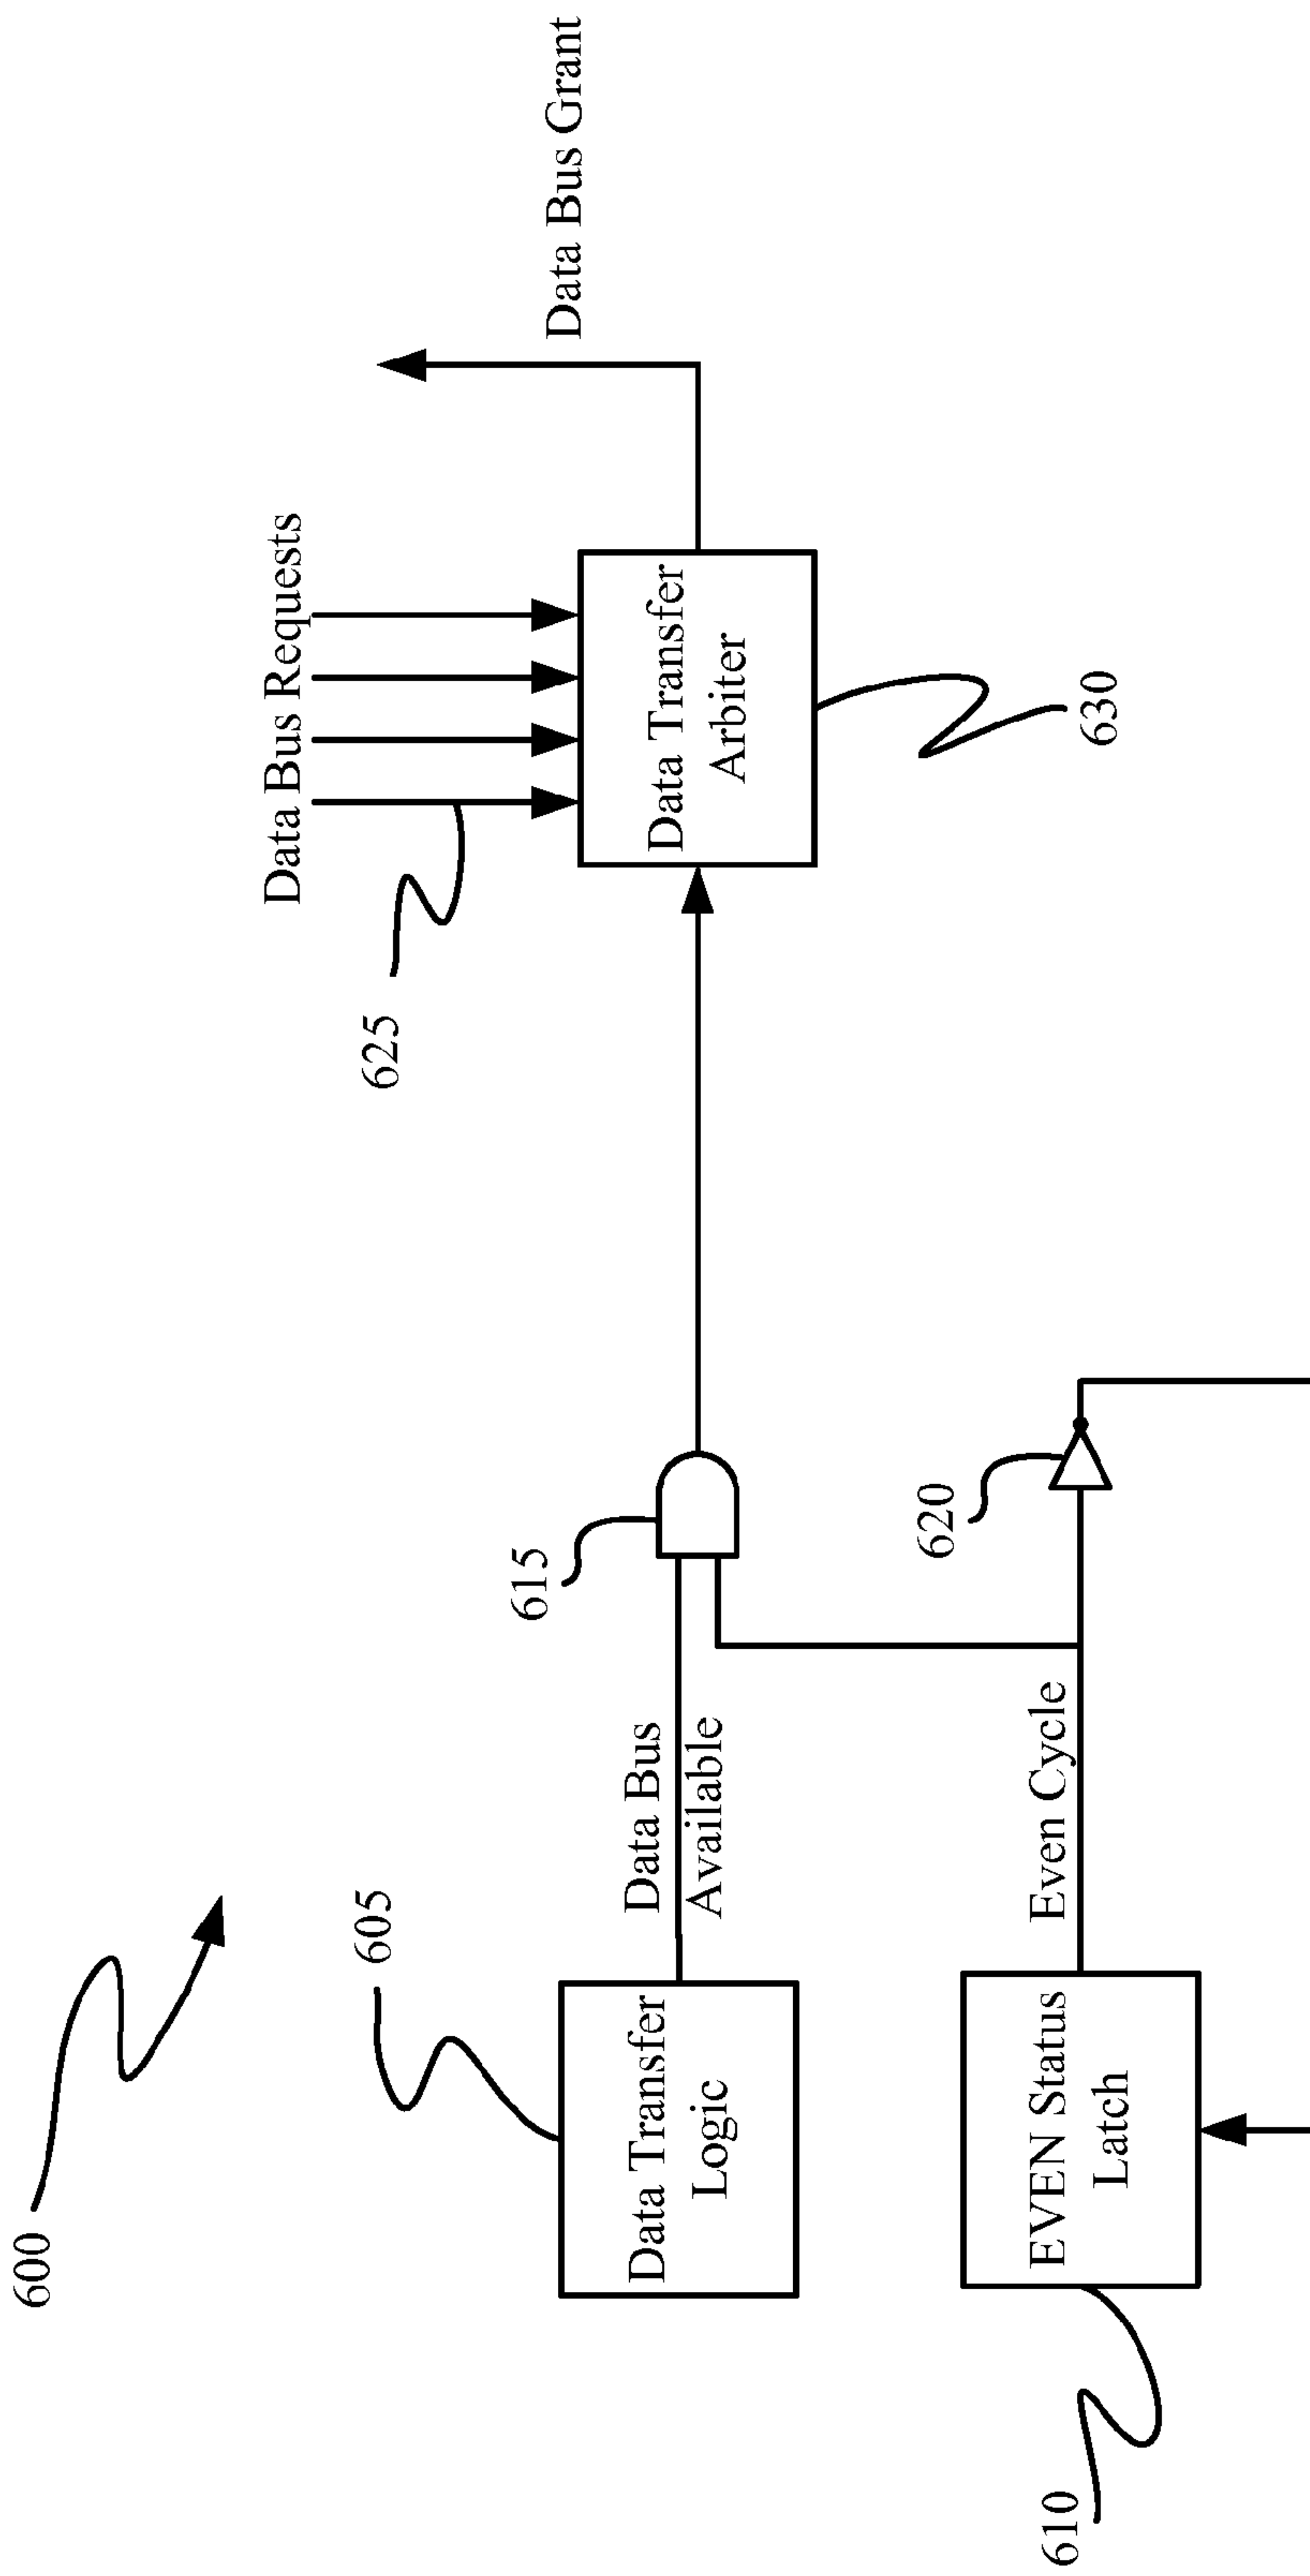 600
605
Data Transfer
Logic
Data Bus
Available
615
625
Data Bus Requests
Data Transfer
Arbiter
630
Data Bus Grant
610
EVEN Status
Latch
Even Cycle
620